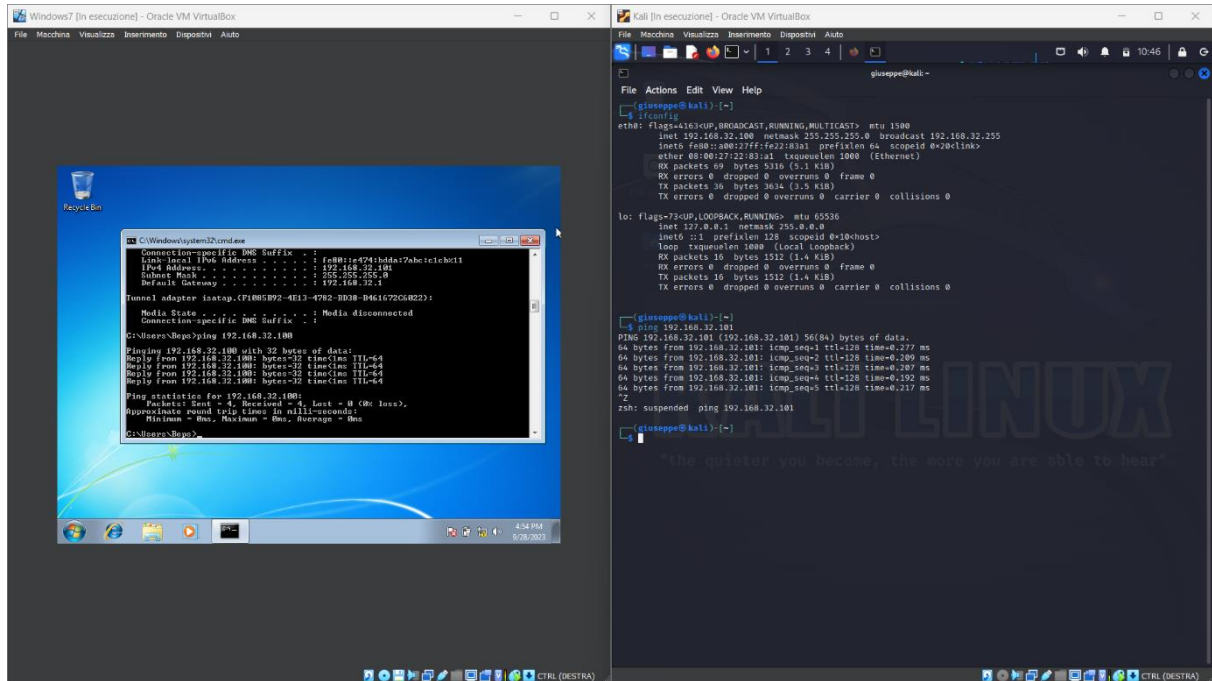 Windows7 [In esecuzione] - Oracle VM VirtualBox
File Macchina Visualizza Inserimento Dispositivi Aiuto
Recycle Bin
C:\Windows\system32\cmd.exe
Connection-specific DNS Suffix . :
Link-local IPv6 Address . . . . . : fe80::e474:bdda:7abc:c1cb%11
IPv4 Address. . . . . . . . . . . : 192.168.32.101
Subnet Mask . . . . . . . . . . . : 255.255.255.0
Default Gateway . . . . . . . . . : 192.168.32.1
Tunnel adapter isatap.{F1085B92-4E13-4782-BD38-B461672C6022}:
Media State . . . . . . . . . . . : Media disconnected
Connection-specific DNS Suffix . :
C:\Users\Beps>ping 192.168.32.100
Pinging 192.168.32.100 with 32 bytes of data:
Reply from 192.168.32.100: bytes=32 time<1ms TTL=64
Reply from 192.168.32.100: bytes=32 time<1ms TTL=64
Reply from 192.168.32.100: bytes=32 time<1ms TTL=64
Reply from 192.168.32.100: bytes=32 time<1ms TTL=64
Ping statistics for 192.168.32.100:
Packets: Sent = 4, Received = 4, Lost = 0 (0% loss),
Approximate round trip times in milli-seconds:
Minimum = 0ms, Maximum = 0ms, Average = 0ms
C:\Users\Beps>_
4:54 PM
9/28/2023
CTRL (DESTRA)
Kali [In esecuzione] - Oracle VM VirtualBox
File Macchina Visualizza Inserimento Dispositivi Aiuto
1 2 3 4
10:46
giuseppe@kali: ~
File Actions Edit View Help
(giuseppe㉿kali)-[~]
$ ifconfig
eth0: flags=4163<UP,BROADCAST,RUNNING,MULTICAST> mtu 1500
inet 192.168.32.100 netmask 255.255.255.0 broadcast 192.168.32.255
inet6 fe80::a00:27ff:fe22:83a1 prefixlen 64 scopeid 0×20<link>
ether 08:00:27:22:83:a1 txqueuelen 1000 (Ethernet)
RX packets 69 bytes 5316 (5.1 KiB)
RX errors 0 dropped 0 overruns 0 frame 0
TX packets 36 bytes 3634 (3.5 KiB)
TX errors 0 dropped 0 overruns 0 carrier 0 collisions 0
lo: flags=73<UP,LOOPBACK,RUNNING> mtu 65536
inet 127.0.0.1 netmask 255.0.0.0
inet6 ::1 prefixlen 128 scopeid 0×10<host>
loop txqueuelen 1000 (Local Loopback)
RX packets 16 bytes 1512 (1.4 KiB)
RX errors 0 dropped 0 overruns 0 frame 0
TX packets 16 bytes 1512 (1.4 KiB)
TX errors 0 dropped 0 overruns 0 carrier 0 collisions 0
(giuseppe㉿kali)-[~]
$ ping 192.168.32.101
PING 192.168.32.101 (192.168.32.101) 56(84) bytes of data.
64 bytes from 192.168.32.101: icmp_seq=1 ttl=128 time=0.277 ms
64 bytes from 192.168.32.101: icmp_seq=2 ttl=128 time=0.209 ms
64 bytes from 192.168.32.101: icmp_seq=3 ttl=128 time=0.207 ms
64 bytes from 192.168.32.101: icmp_seq=4 ttl=128 time=0.192 ms
64 bytes from 192.168.32.101: icmp_seq=5 ttl=128 time=0.217 ms
^Z
zsh: suspended ping 192.168.32.101
(giuseppe㉿kali)-[~]
$
KALI LINUX
"the quieter you become, the more you are able to hear"
CTRL (DESTRA)